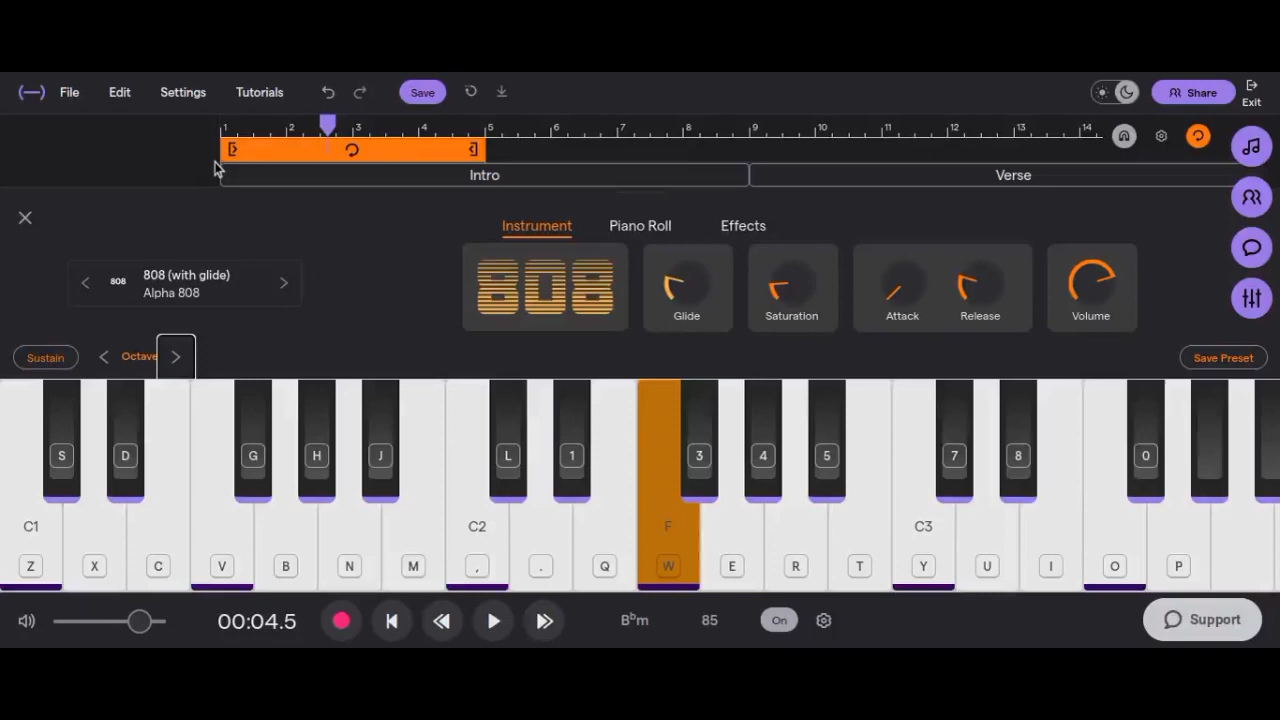 File Edit Settings Tutorials Save Share Exit
1 2 3 4 5 6 7 8 9 10 11 12 13 14
Intro Verse
Instrument Piano Roll Effects
808 808 (with glide)
Alpha 808
808
Glide Saturation Attack Release Volume
Sustain Octave Save Preset
S D G H J L 1 3 4 5 7 8 0
C1 C2 F C3
Z X C V B N M , . Q W E R T Y U I O P
00:04.5 Bbm 85 On Support